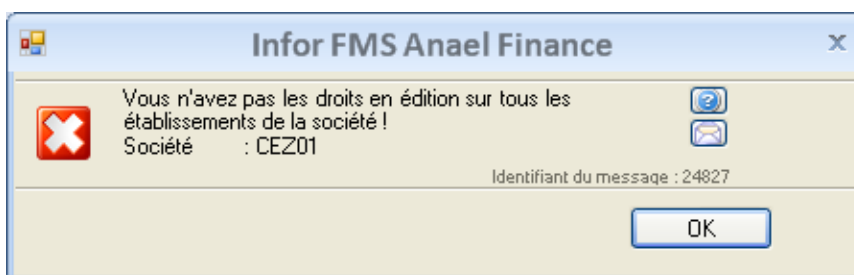 Infor FMS Anael Finance
x
Vous n'avez pas les droits en édition sur tous les
établissements de la société !
Société : CEZ01
Identifiant du message : 24827
OK